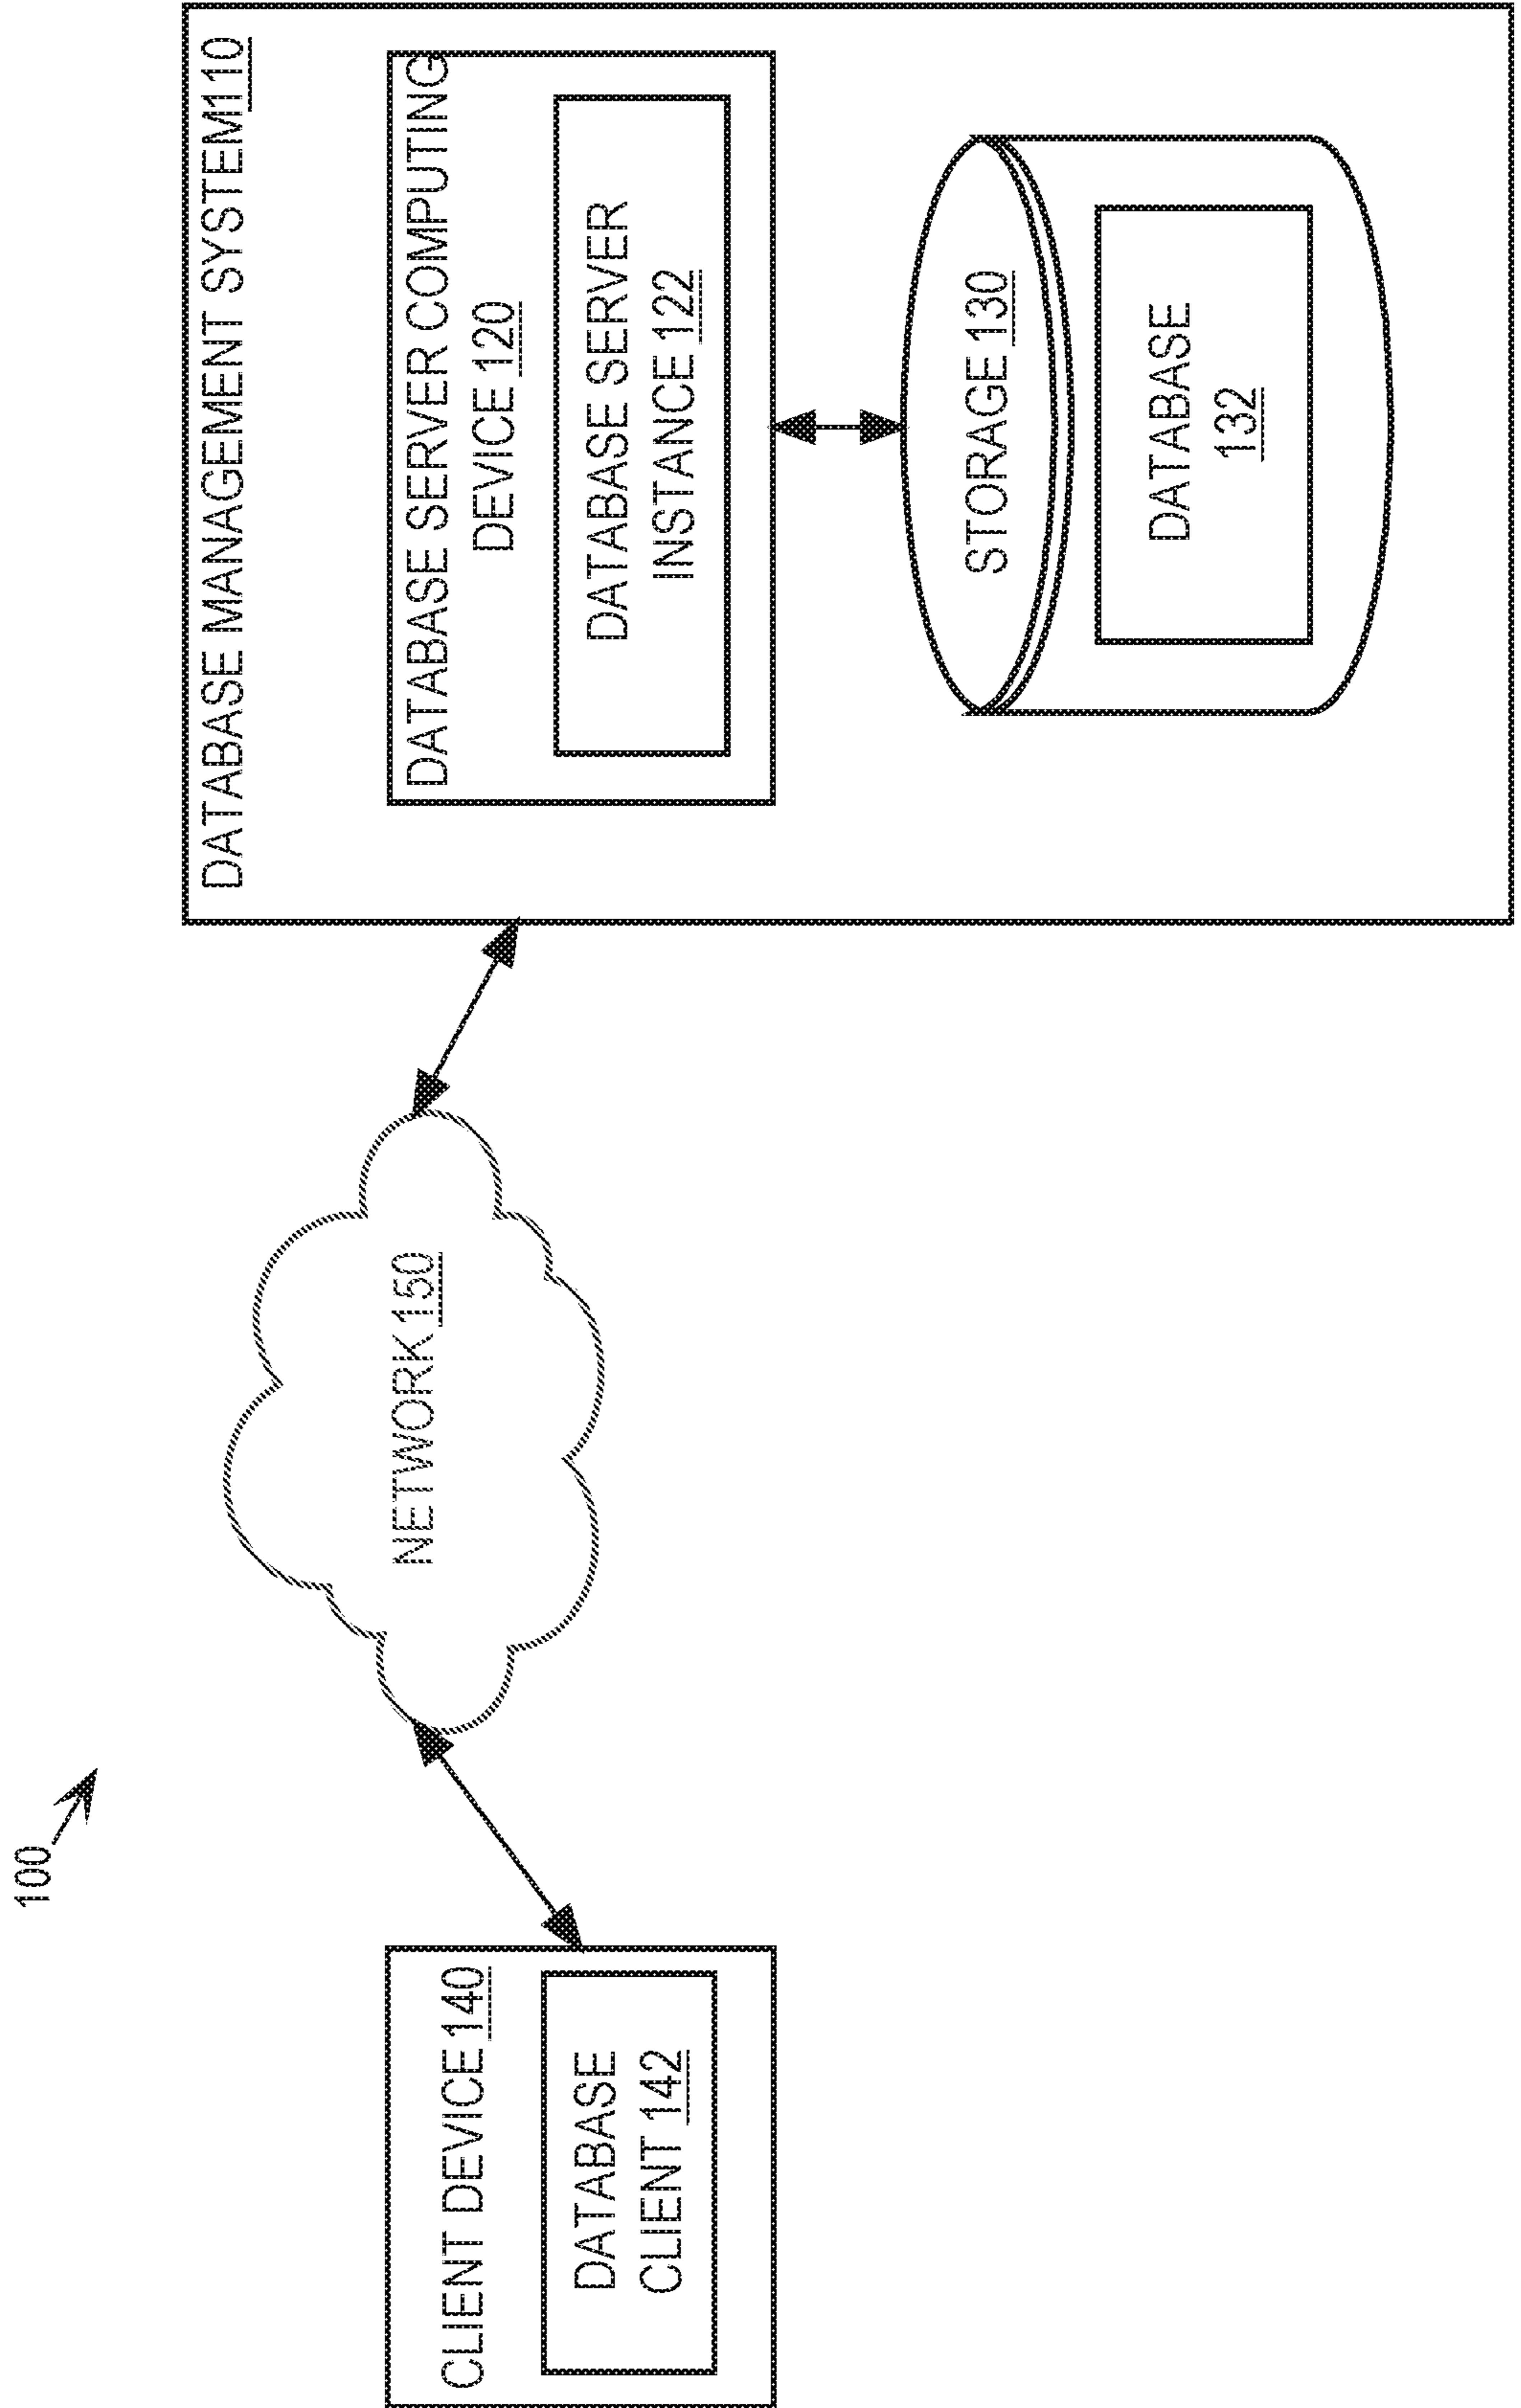 100
CLIENT DEVICE 140
DATABASE
CLIENT 142
NETWORK 150
DATABASE MANAGEMENT SYSTEM110
DATABASE SERVER COMPUTING
DEVICE 120
DATABASE SERVER
INSTANCE 122
STORAGE 130
DATABASE
132